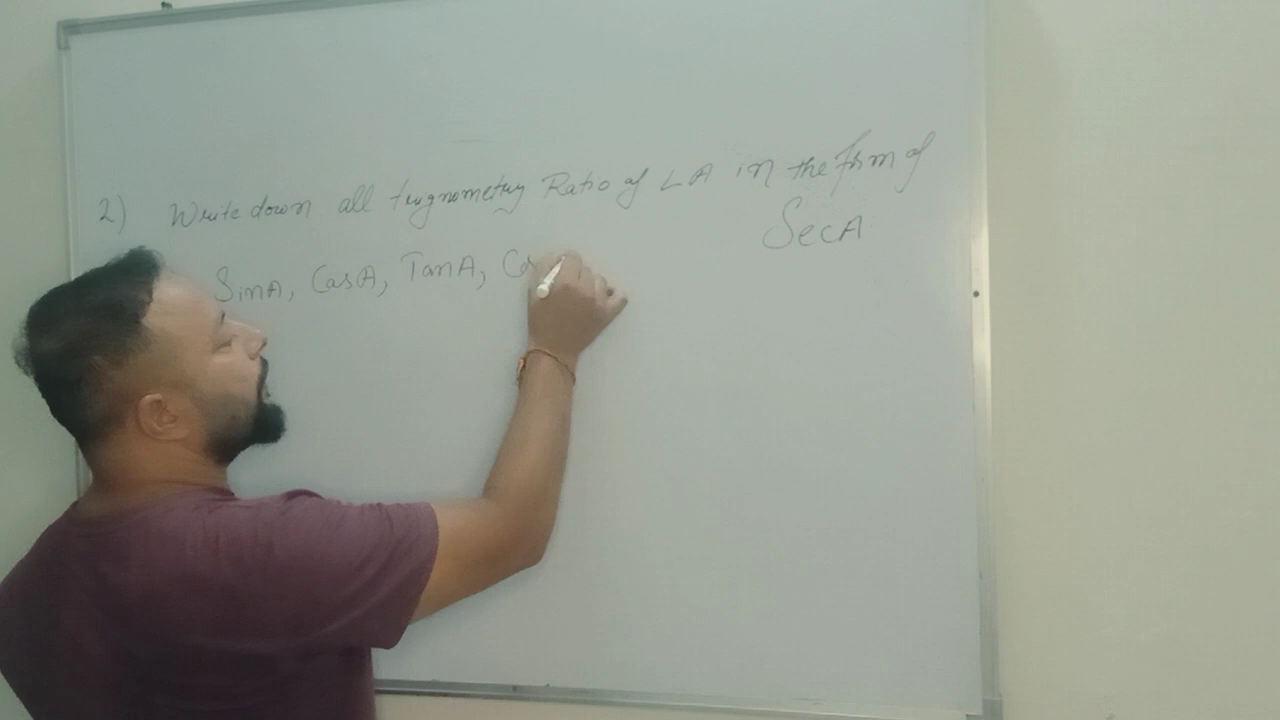 2) Write down all trignometry Ratio of ∠A in the form of
SecA
SinA, CosA, TanA,